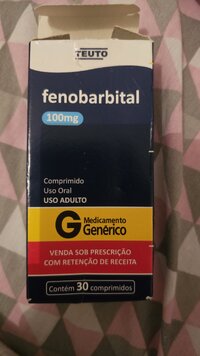 TEUTO
fenobarbital
100mg
Comprimido
Uso Oral
USO ADULTO
G Medicamento
Genérico
VENDA SOB PRESCRIÇÃO
COM RETENÇÃO DE RECEITA
Contém 30 comprimidos